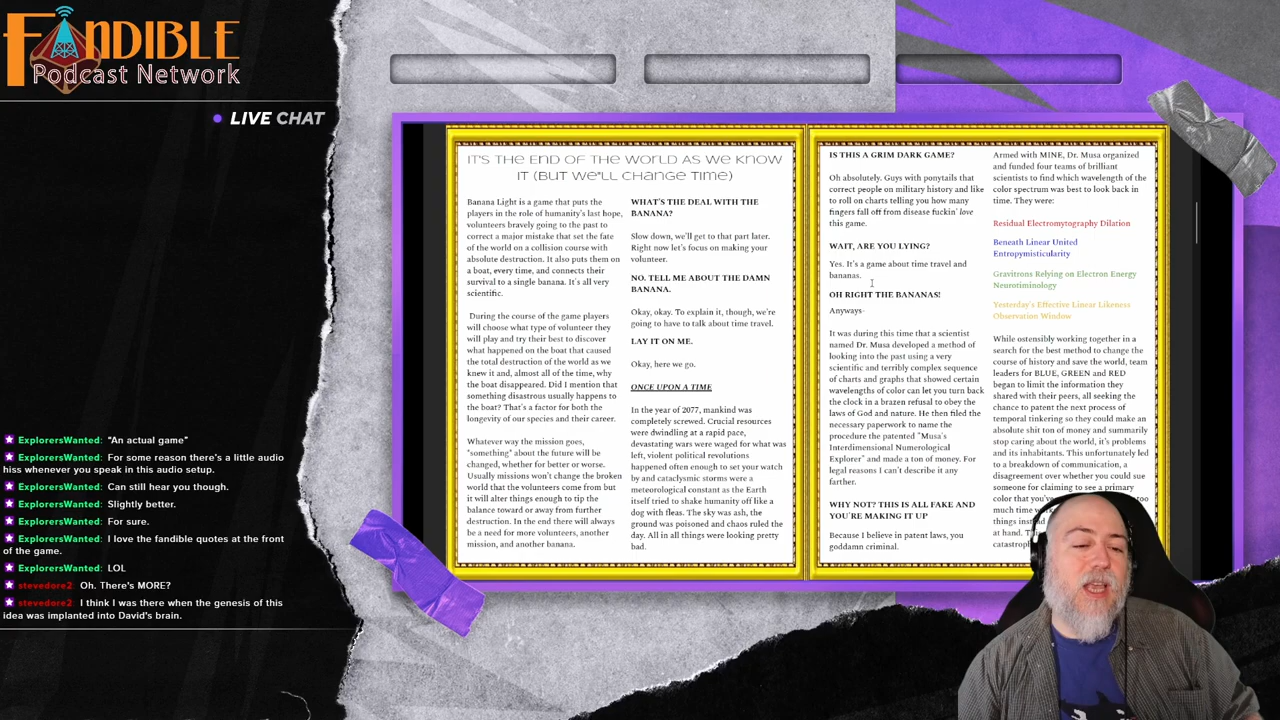 FANDIBLE
Podcast Network
LIVE CHAT
ExplorersWanted: "An actual game"
ExplorersWanted: For some reason there's a little audio
hiss whenever you speak in this audio setup.
ExplorersWanted: Can still hear you though.
ExplorersWanted: Slightly better.
ExplorersWanted: For sure.
ExplorersWanted: I love the fandible quotes at the front
of the game.
ExplorersWanted: LOL
stevedore2: Oh. There's MORE?
stevedore2: I think I was there when the genesis of this
idea was implanted into David's brain.
IT'S THE END OF THE WORLD AS WE KNOW
IT (BUT WE'LL CHANGE TIME)
Banana Light is a game that puts the
players in the role of humanity's last hope,
volunteers bravely going to the past to
correct a major mistake that set the fate
of the world on a collision course with
absolute destruction. It also puts them on
a boat, every time, and connects their
survival to a single banana. It's all very
scientific.
During the course of the game players
will choose what type of volunteer they
will play and try their best to discover
what happened on the boat that caused
the total destruction of the world as we
knew it and, almost all of the time, why
the boat disappeared. Did I mention that
something disastrous usually happens to
the boat? That's a factor for both the
longevity of our species and their career.
Whatever way the mission goes,
*something* about the future will be
changed, whether for better or worse.
Usually missions won't change the broken
world that the volunteers come from but
it will alter things enough to tip the
balance toward or away from further
destruction. In the end there will always
be a need for more volunteers, another
mission, and another banana.
WHAT'S THE DEAL WITH THE
BANANA?
Slow down, we'll get to that part later.
Right now let's focus on making your
volunteer.
NO. TELL ME ABOUT THE DAMN
BANANA.
Okay, okay. To explain it, though, we're
going to have to talk about time travel.
LAY IT ON ME.
Okay, here we go.
ONCE UPON A TIME
In the year of 2077, mankind was
completely screwed. Crucial resources
were dwindling at a rapid pace,
devastating wars were waged for what was
left, violent political revolutions
happened often enough to set your watch
by and cataclysmic storms were a
meteorological constant as the Earth
itself tried to shake humanity off like a
dog with fleas. The sky was ash, the
ground was poisoned and chaos ruled the
day. All in all things were looking pretty
bad.
IS THIS A GRIM DARK GAME?
Oh absolutely. Guys with ponytails that
correct people on military history and like
to roll on charts telling you how many
fingers fall off from disease fuckin' love
this game.
WAIT, ARE YOU LYING?
Yes. It's a game about time travel and
bananas.
OH RIGHT THE BANANAS!
Anyways-
It was during this time that a scientist
named Dr. Musa developed a method of
looking into the past using a very
scientific and terribly complex sequence
of charts and graphs that showed certain
wavelengths of color can let you turn back
the clock in a brazen refusal to obey the
laws of God and nature. He then filed the
necessary paperwork to name the
procedure the patented "Musa's
Interdimensional Numerological
Explorer" and made a ton of money. For
legal reasons I can't describe it any
farther.
WHY NOT? THIS IS ALL FAKE AND
YOU'RE MAKING IT UP
Because I believe in patent laws, you
goddamn criminal.
Armed with MINE, Dr. Musa organized
and funded four teams of brilliant
scientists to find which wavelength of the
color spectrum was best to look back in
time. They were:
Residual Electromytography Dilation
Beneath Linear United
Entropymisticularity
Gravitrons Relying on Electron Energy
Neurotiminology
Yesterday's Effective Linear Likeness
Observation Window
While ostensibly working together in a
search for the best method to change the
course of history and save the world, team
leaders for BLUE, GREEN and RED
began to limit the information they
shared with their peers, all seeking the
chance to patent the next process of
temporal tinkering so they could make an
absolute shit ton of money and summarily
stop caring about the world, it's problems
and its inhabitants. This unfortunately led
to a breakdown of communication, a
disagreement over whether you could sue
someone for claiming to see a primary
color that you've too
much time
things
at hand.